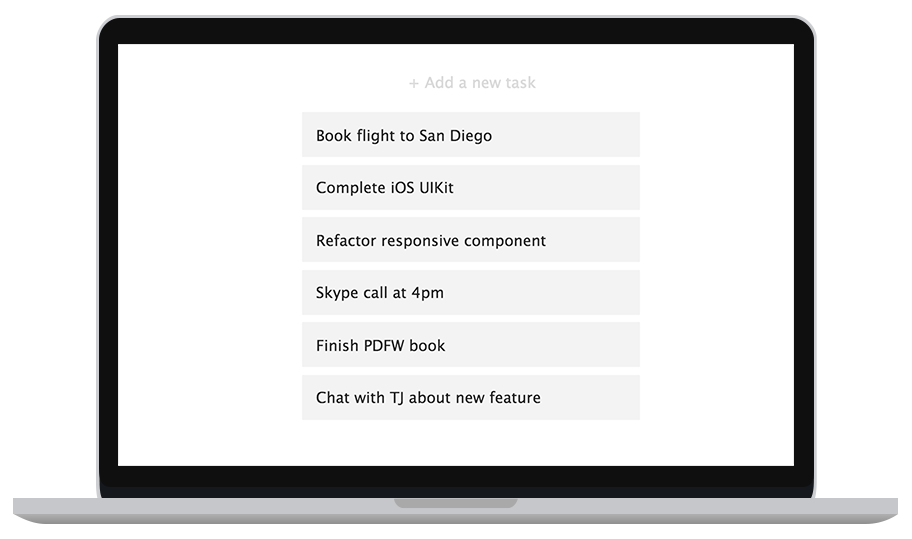 + Add a new task
Book flight to San Diego
Complete iOS UIKit
Refactor responsive component
Skype call at 4pm
Finish PDFW book
Chat with TJ about new feature